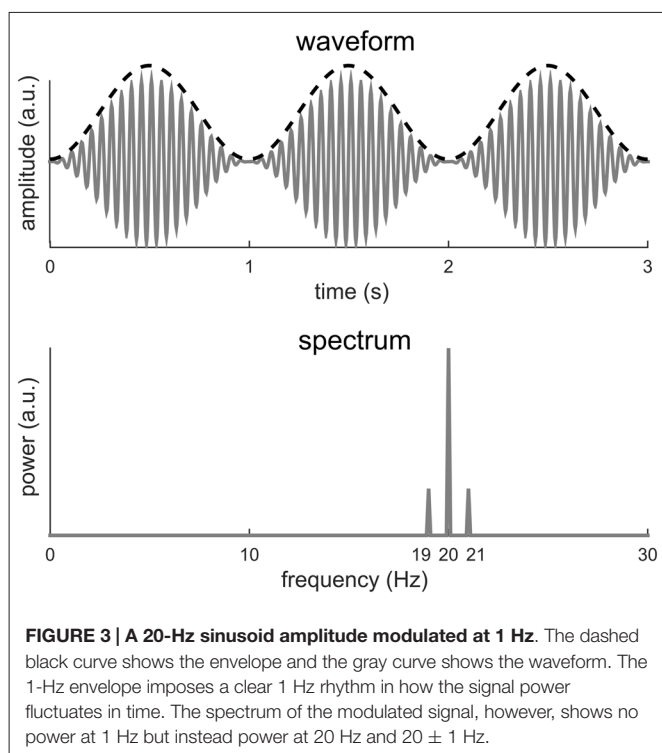 waveform
amplitude (a.u.)
0 1 2 3
time (s)
spectrum
power (a.u.)
0 10 19 20 21 30
frequency (Hz)
FIGURE 3 | A 20-Hz sinusoid amplitude modulated at 1 Hz. The dashed
black curve shows the envelope and the gray curve shows the waveform. The
1-Hz envelope imposes a clear 1 Hz rhythm in how the signal power
fluctuates in time. The spectrum of the modulated signal, however, shows no
power at 1 Hz but instead power at 20 Hz and 20 ± 1 Hz.